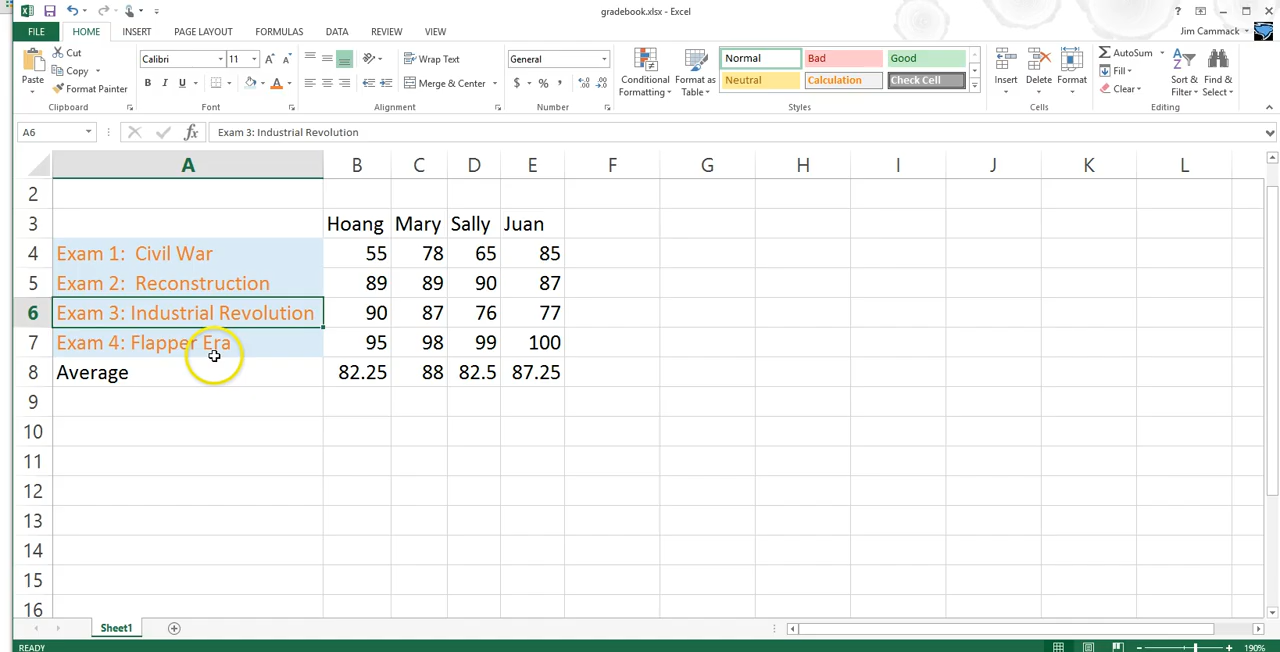 gradebook.xlsx - Excel
?
FILE HOME INSERT PAGE LAYOUT FORMULAS DATA REVIEW VIEW Jim Cammack
Paste
Cut
Copy
Format Painter
Clipboard
Calibri 11 A A
B I U A
Font
Wrap Text
Merge & Center
Alignment
General
$ % ,
Number
Conditional Formatting
Format as Table
Normal Bad Good
Neutral Calculation Check Cell
Styles
Insert Delete Format
Cells
AutoSum
Fill
Clear
Sort & Filter
Find & Select
Editing
A6 fx Exam 3: Industrial Revolution
A B C D E F G H I J K L
2
3 Hoang Mary Sally Juan
4 Exam 1:  Civil War 55 78 65 85
5 Exam 2:  Reconstruction 89 89 90 87
6 Exam 3: Industrial Revolution 90 87 76 77
7 Exam 4: Flapper Era 95 98 99 100
8 Average 82.25 88 82.5 87.25
9
10
11
12
13
14
15
16
Sheet1
READY 190%